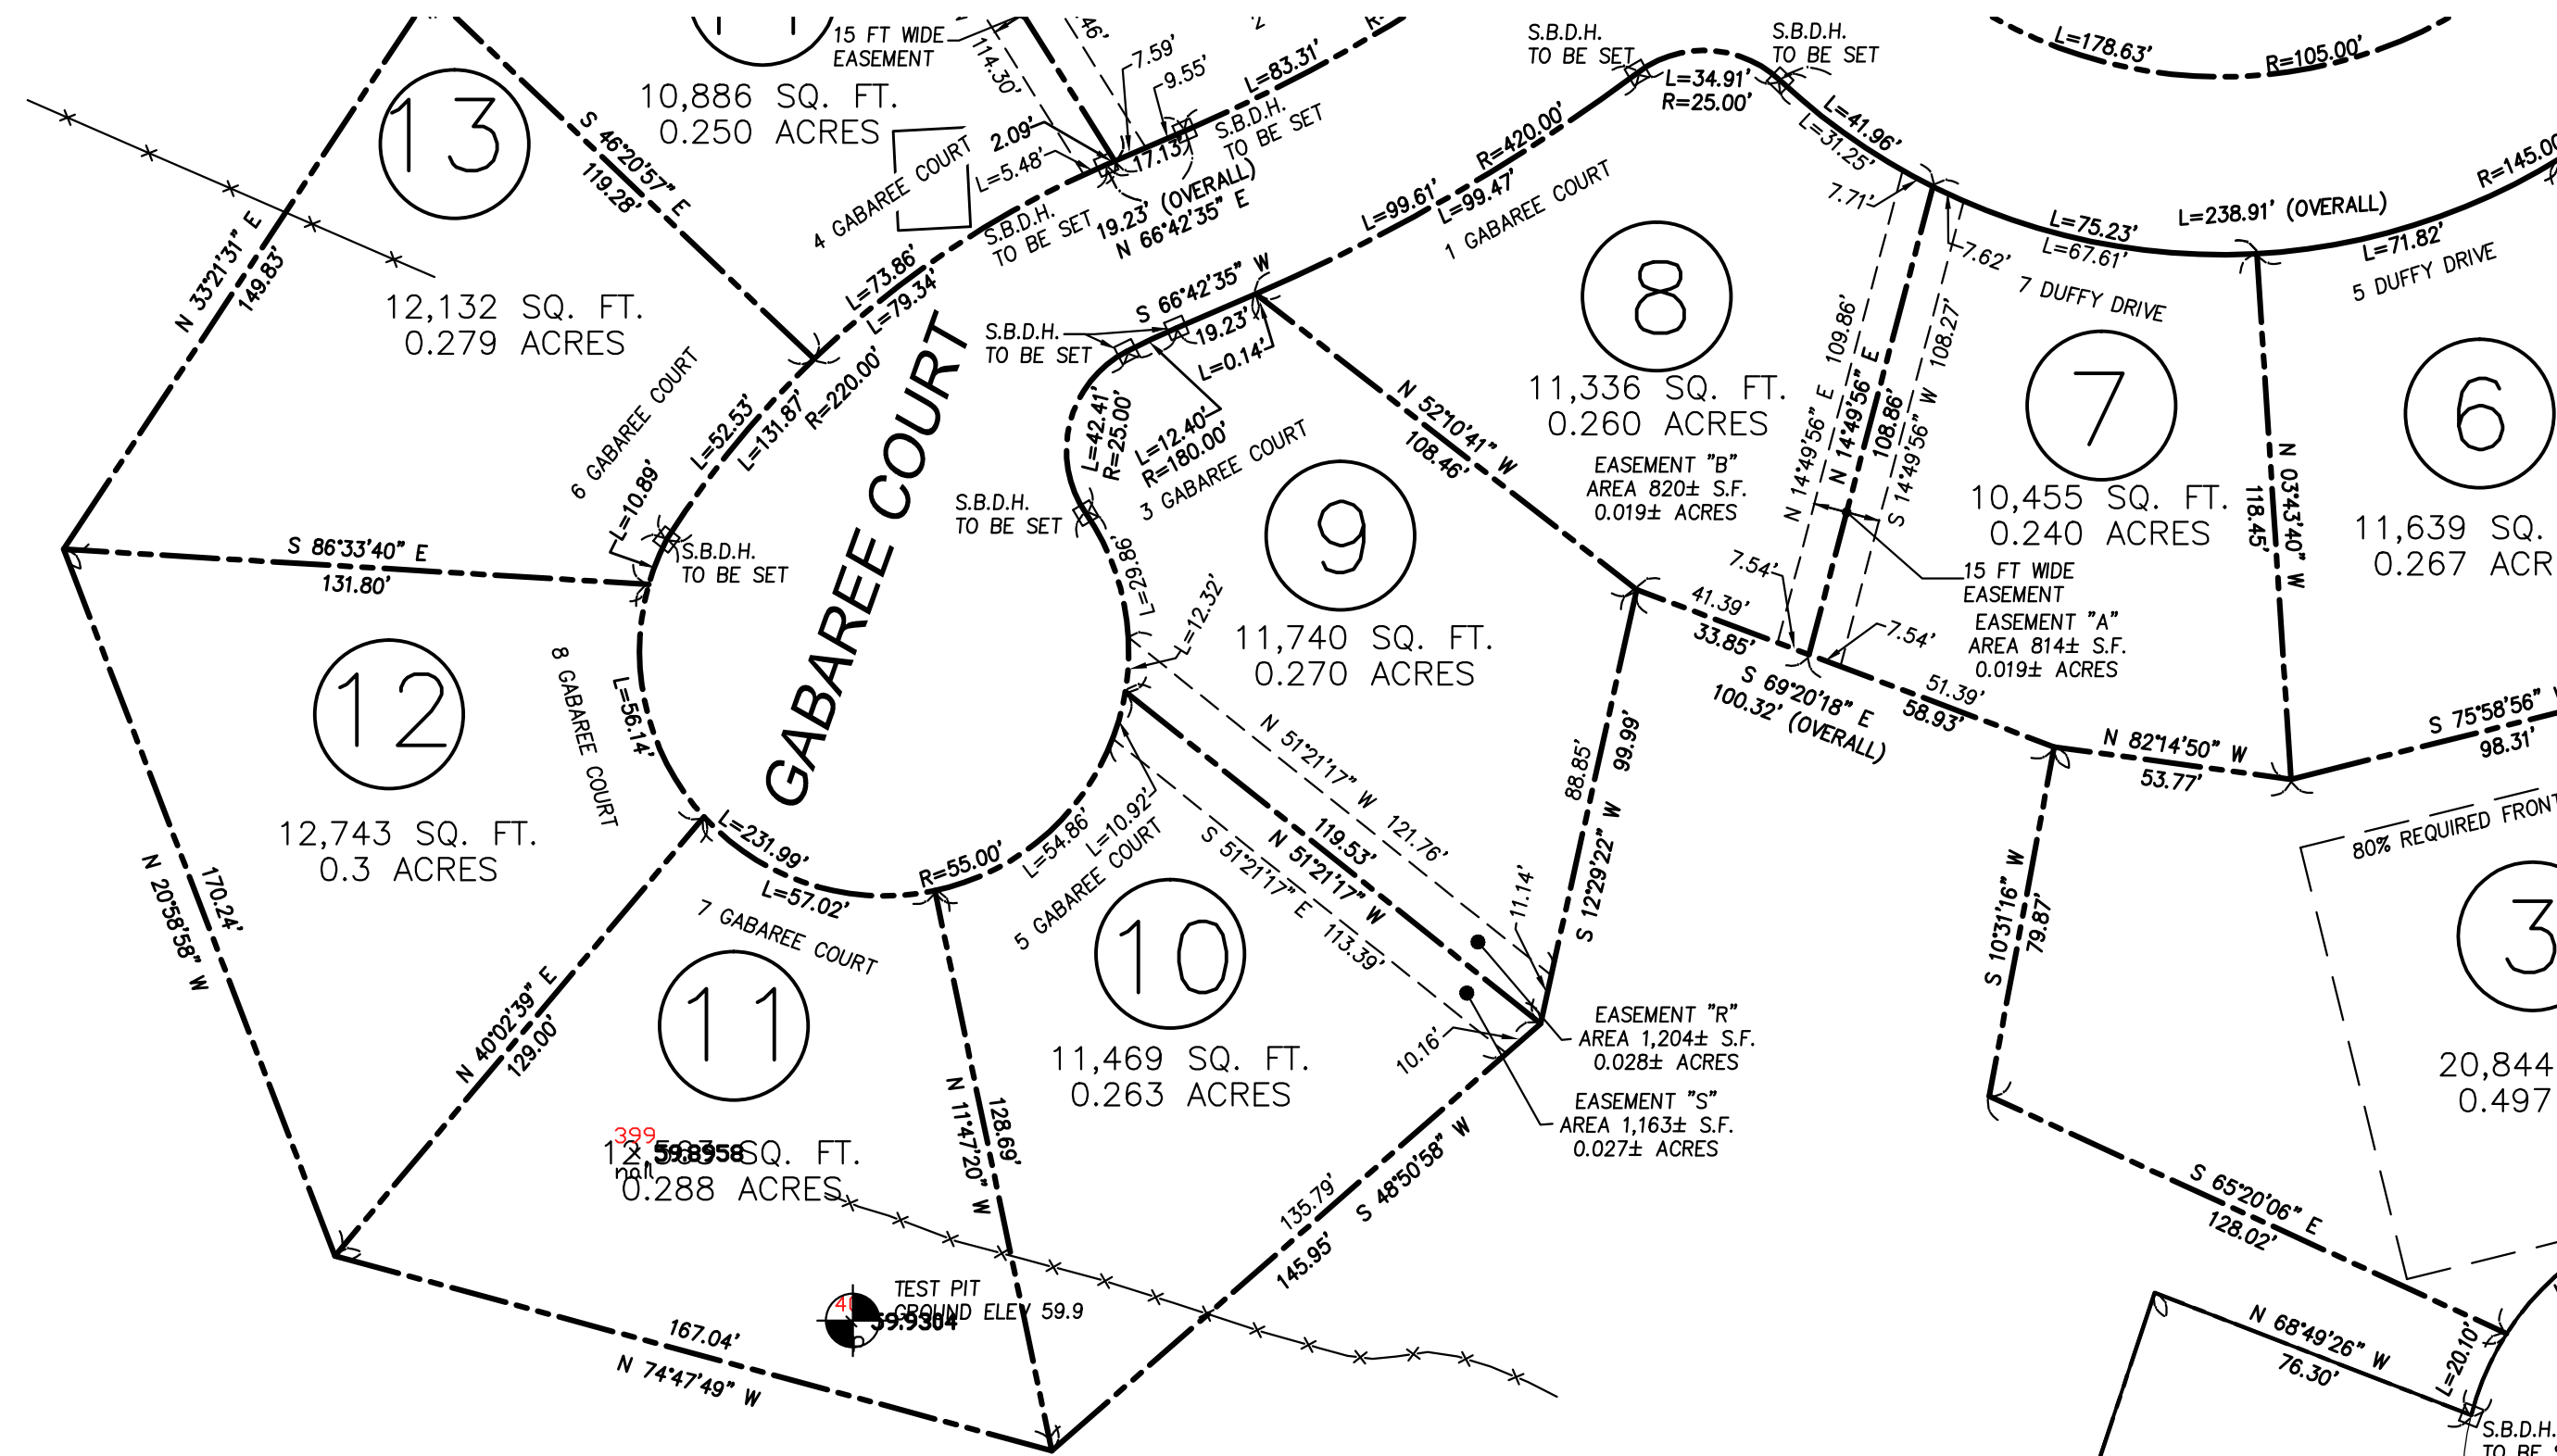 13
N 33°21'31" E
149.83'
12,132 SQ. FT.
0.279 ACRES
S 46°20'57" E
119.28'
10,886 SQ. FT.
0.250 ACRES
15 FT WIDE
EASEMENT
114.30'
7.59'
9.55'
L=83.31'
2.09'
L=5.48'
17.13'
S.B.D.H.
TO BE SET
4 GABAREE COURT
S.B.D.H.
TO BE SET
19.23' (OVERALL)
N 66°42'35" E
L=73.86'
L=79.34'
6 GABAREE COURT
L=52.53'
L=131.87'
R=220.00'
L=10.89'
S.B.D.H.
TO BE SET
S 86°33'40" E
131.80'
GABAREE COURT
S.B.D.H.
TO BE SET
S 66°42'35" W
19.23'
L=0.14'
L=42.41'
R=25.00'
L=12.40'
R=180.00'
3 GABAREE COURT
S.B.D.H.
TO BE SET
L=99.61'
R=420.00'
L=99.47'
1 GABAREE COURT
S.B.D.H.
TO BE SET
L=34.91'
R=25.00'
S.B.D.H.
TO BE SET
L=178.63'
R=105.00'
L=41.96'
L=31.25'
7.71'
7.62'
L=75.23'
L=67.61'
L=238.91' (OVERALL)
R=145.00
L=71.82'
7 DUFFY DRIVE
5 DUFFY DRIVE
8
11,336 SQ. FT.
0.260 ACRES
EASEMENT "B"
AREA 820± S.F.
0.019± ACRES
N 14°49'56" E 109.86'
N 14°49'56" E
108.86'
S 14°49'56" W 108.27'
7
10,455 SQ. FT.
0.240 ACRES
15 FT WIDE
EASEMENT
EASEMENT "A"
AREA 814± S.F.
0.019± ACRES
6
11,639 SQ.
0.267 ACR
N 03°43'40" W
118.45'
N 52°10'41" W
108.46'
9
11,740 SQ. FT.
0.270 ACRES
L=29.86'
L=12.32'
7.54'
41.39'
33.85'
7.54'
S 69°20'18" E
100.32' (OVERALL)
51.39'
58.93'
N 82°14'50" W
53.77'
S 75°58'56"
98.31'
12
12,743 SQ. FT.
0.3 ACRES
8 GABAREE COURT
L=56.14'
N 20°58'58" W
170.24'
L=231.99'
L=57.02'
R=55.00'
L=54.86'
L=10.92'
7 GABAREE COURT
5 GABAREE COURT
N 51°21'17" W
121.76'
119.53'
N 51°21'17" W
S 51°21'17" E
113.39'
88.85'
99.99'
S 12°29'22" W
11.14'
10.16'
N 40°02'39" E
129.00'
11
0.288 ACRES
SQ. FT.
399
59.8958
10
11,469 SQ. FT.
0.263 ACRES
N 11°47'20" W
128.69'
EASEMENT "R"
AREA 1,204± S.F.
0.028± ACRES
EASEMENT "S"
AREA 1,163± S.F.
0.027± ACRES
135.79'
S 48°50'58" W
145.95'
TEST PIT
GROUND ELEV 59.9
59.9304
167.04'
N 74°47'49" W
80% REQUIRED FRONT
3
20,844
0.497
S 10°31'16" W
79.87'
S 65°20'06" E
128.02'
N 68°49'26" W
76.30'
L=20.10'
S.B.D.H.